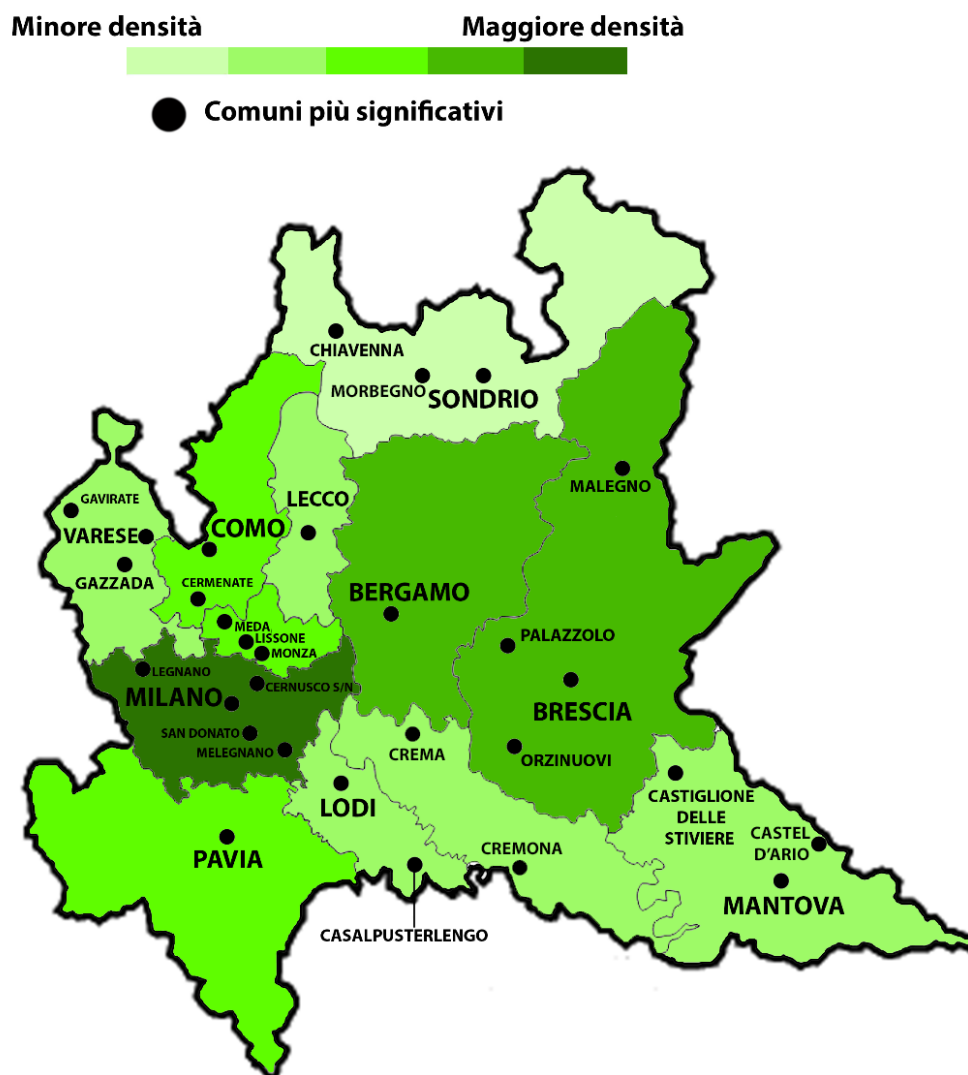 Minore densità
Maggiore densità
Comuni più significativi
CHIAVENNA
MORBEGNO
SONDRIO
MALEGNO
GAVIRATE
LECCO
COMO
VARESE
GAZZADA
CERMENATE
BERGAMO
MEDA
LISSONE
MONZA
PALAZZOLO
LEGNANO
CERNUSCO S/N
MILANO
BRESCIA
SAN DONATO
MELEGNANO
CREMA
ORZINUOVI
LODI
CASTIGLIONE
DELLE
STIVIERE
CASTEL
D'ARIO
CREMONA
PAVIA
MANTOVA
CASALPUSTERLENGO